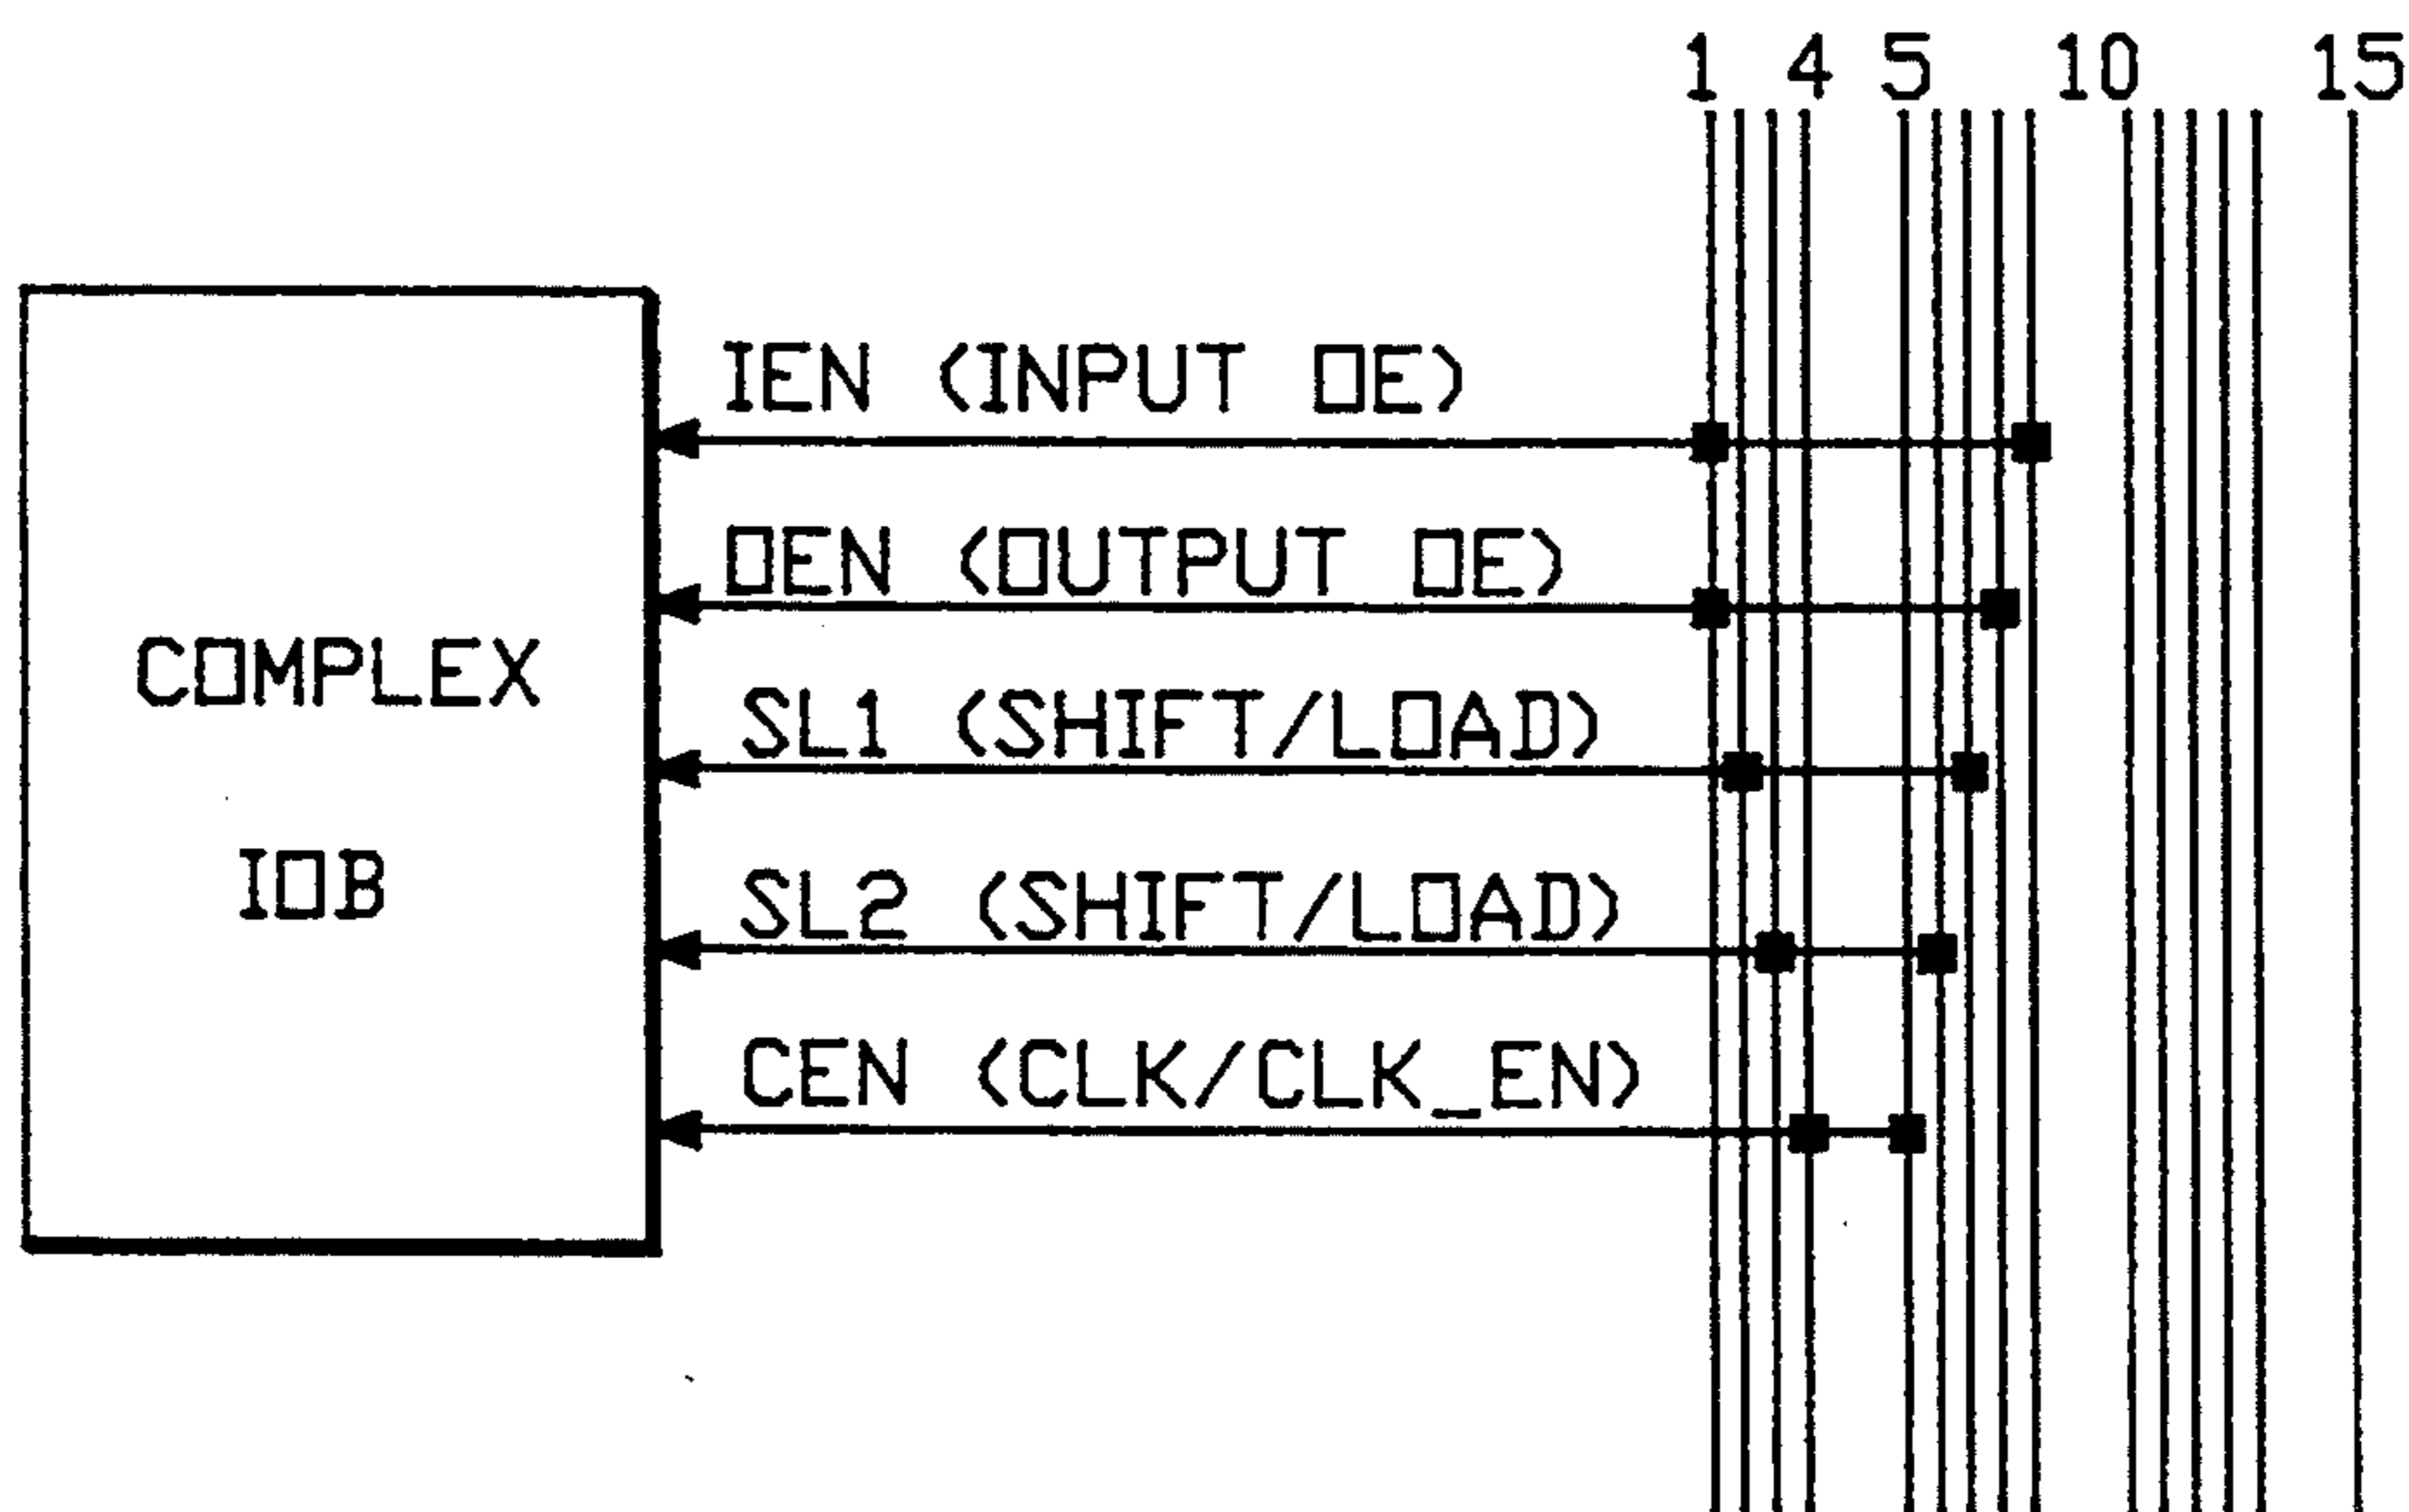 1 4 5 10 15
IEN (INPUT OE)
OEN (OUTPUT OE)
COMPLEX
SL1 (SHIFT/LOAD)
IOB
SL2 (SHIFT/LOAD)
CEN (CLK/CLK_EN)